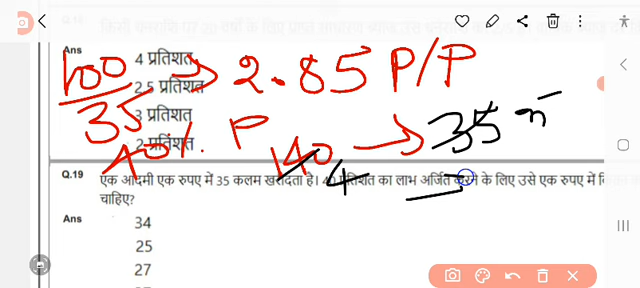 Ans
4 प्रतिशत
100/35 → 2.85 P/P
2.5 प्रतिशत
3 प्रतिशत
2 प्रतिशत
40% P 140 → 35
4
Q.19
एक आदमी एक रुपए में 35 कलम खरीदता है। 40 प्रतिशत का लाभ अर्जित करने के लिए उसे एक रुपए में
चाहिए?
Ans
34
25
27